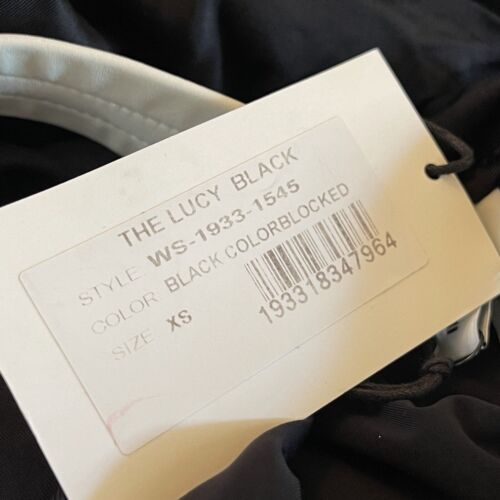 THE LUCY BLACK
STYLE WS-1933-1545
COLOR BLACK COLORBLOCKED
SIZE XS
193318347964